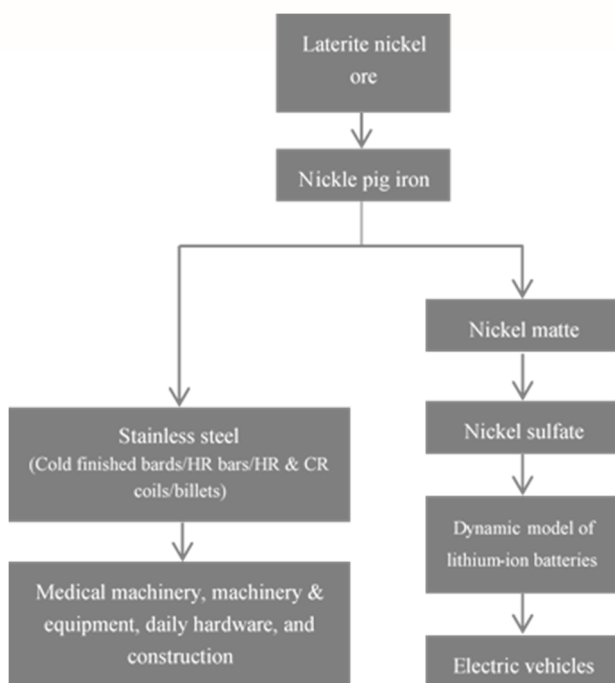 Laterite nickel
ore
Nickle pig iron
Nickel matte
Stainless steel
(Cold finished bards/HR bars/HR & CR
coils/billets)
Nickel sulfate
Dynamic model of
lithium-ion batteries
Medical machinery, machinery &
equipment, daily hardware, and
construction
Electric vehicles